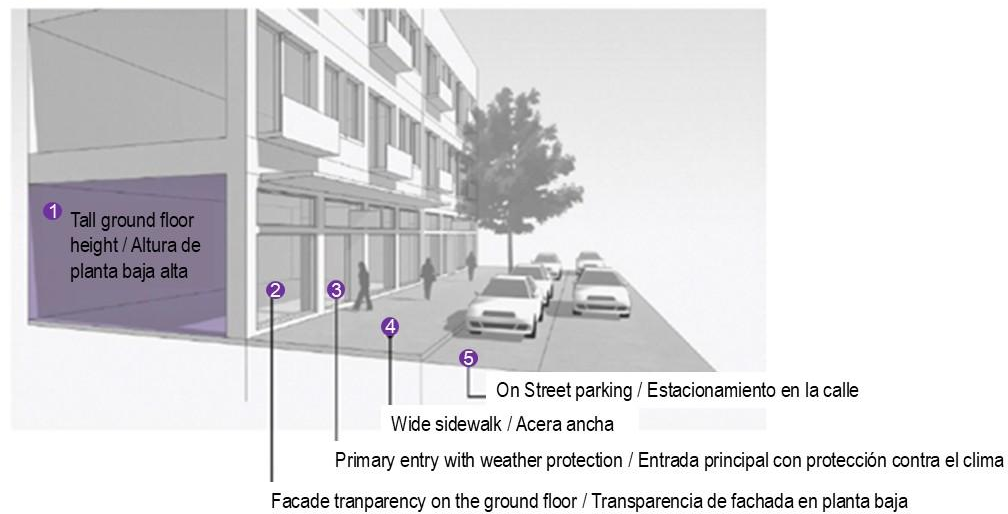 1 Tall ground floor
height / Altura de
planta baja alta
2
3
4
5
On Street parking / Estacionamiento en la calle
Wide sidewalk / Acera ancha
Primary entry with weather protection / Entrada principal con protección contra el clima
Facade tranparency on the ground floor / Transparencia de fachada en planta baja